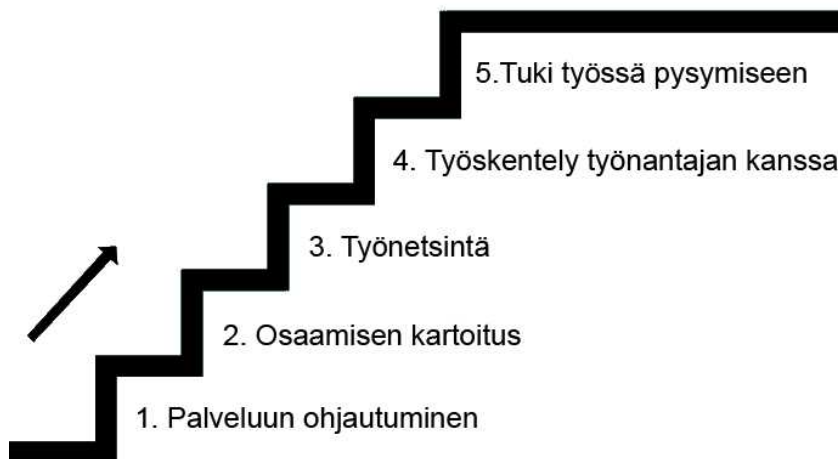 5.Tuki työssä pysymiseen
4. Työskentely työnantajan kanssa
3. Työnetsintä
2. Osaamisen kartoitus
1. Palveluun ohjautuminen